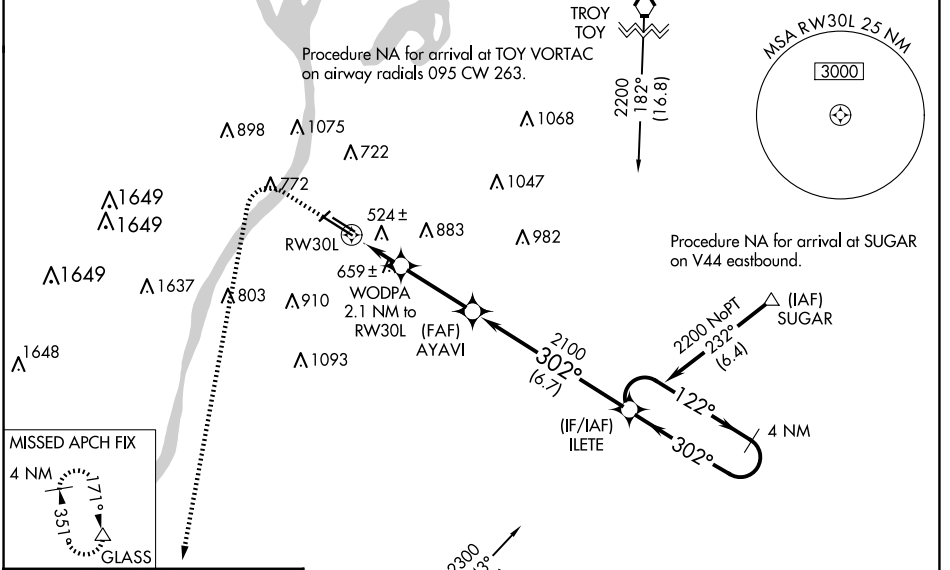 TROY
TOY
Procedure NA for arrival at TOY VORTAC
on airway radials 095 CW 263.
2200
182°
(16.8)
MSA RW30L 25 NM
3000
898
1075
1068
722
772
1047
1649
1649
524±
883
982
RW30L
Procedure NA for arrival at SUGAR
on V44 eastbound.
1649
1637
803
910
659±
WODPA
2.1 NM to
RW30L
(FAF)
AYAVI
(IAF)
SUGAR
2200 NoPT
232°
(6.4)
1648
1093
2100
302°
(6.7)
122°
(IF/IAF)
ILETE
302°
4 NM
MISSED APCH FIX
4 NM
171°
351°
GLASS
2300